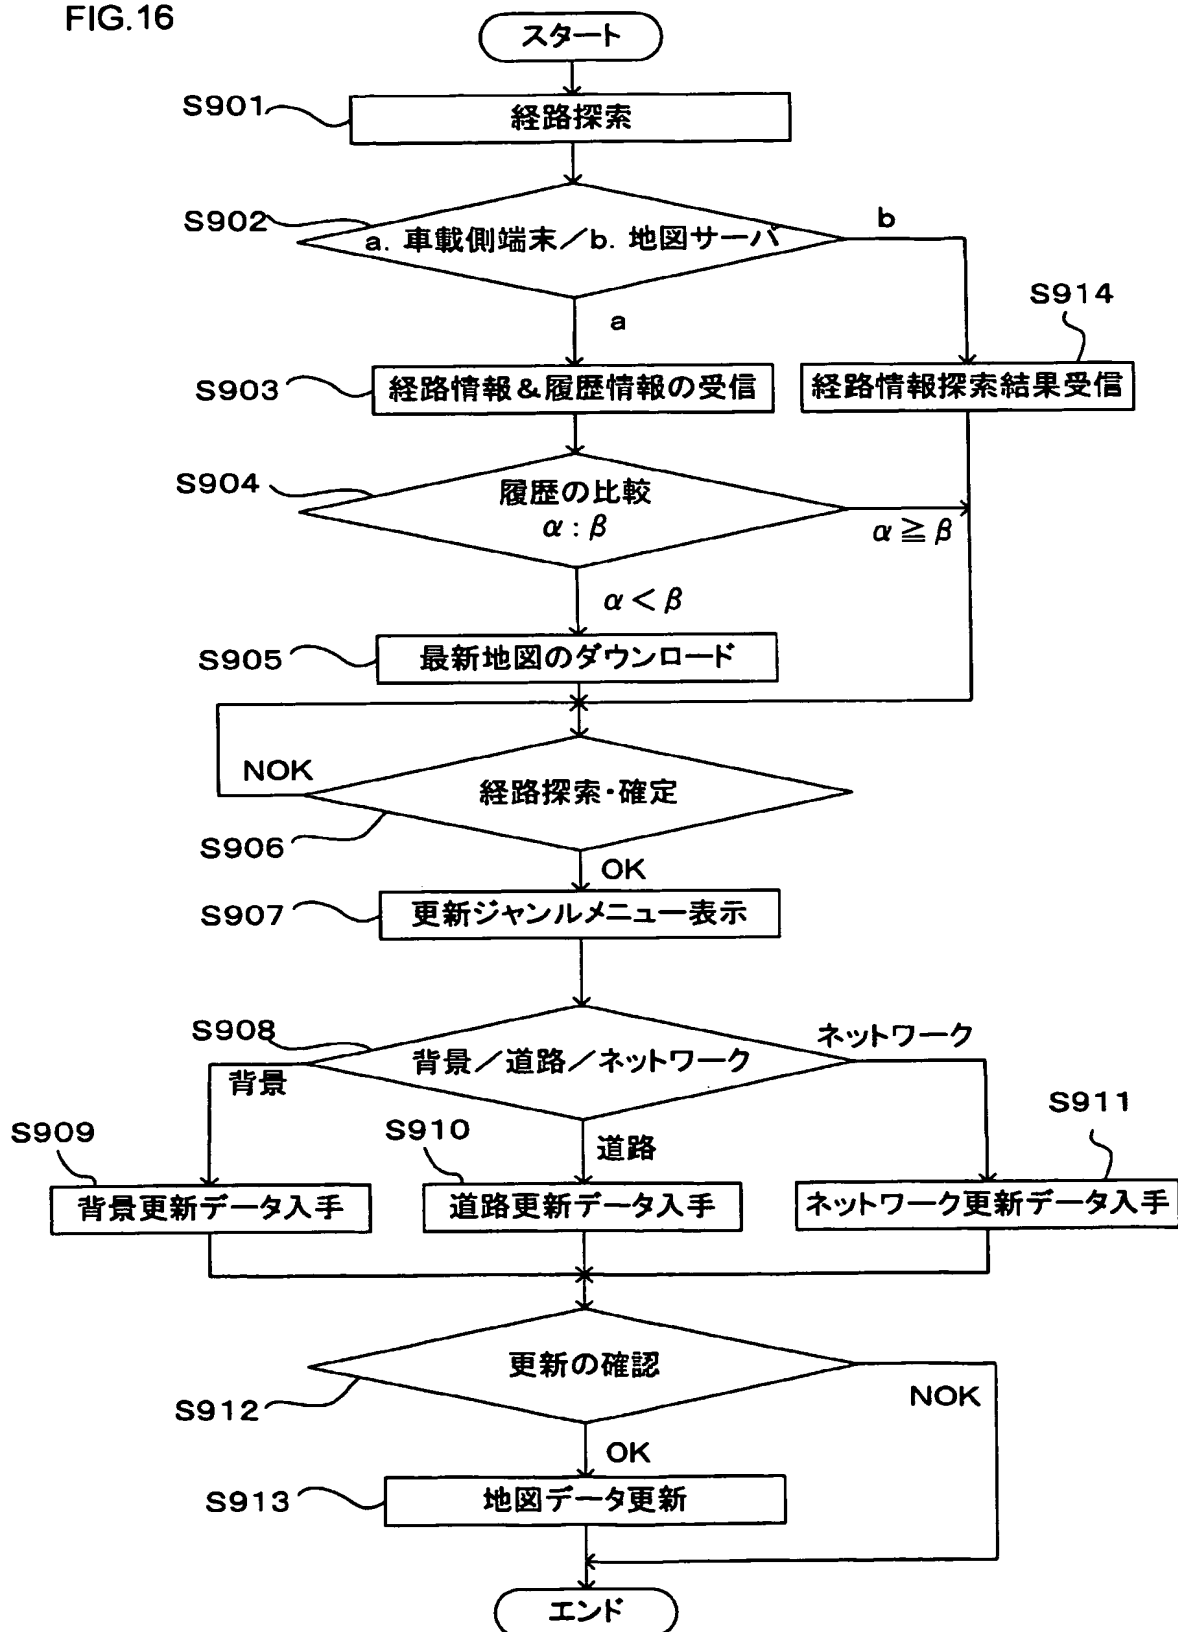 FIG.16
スタート
S901
経路探索
S902
a. 車載側端末／b. 地図サーバ
b
a
S914
S903
経路情報＆履歴情報の受信
経路情報探索結果受信
S904
履歴の比較
α : β
α ≧ β
α < β
S905
最新地図のダウンロード
NOK
経路探索・確定
S906
OK
S907
更新ジャンルメニュー表示
S908
背景／道路／ネットワーク
ネットワーク
背景
道路
S909
S910
S911
背景更新データ入手
道路更新データ入手
ネットワーク更新データ入手
更新の確認
S912
NOK
OK
S913
地図データ更新
エンド